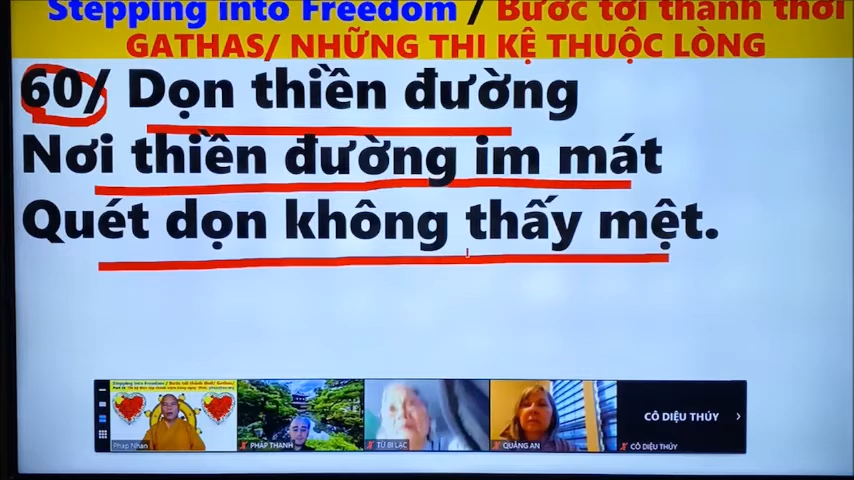 Stepping into Freedom / Bước tới thảnh thơi
GATHAS/ NHỮNG THI KỆ THUỘC LÒNG
60/ Dọn thiền đường
Nơi thiền đường im mát
Quét dọn không thấy mệt.
Stepping into Freedom / Bước tới thảnh thơi/ Gathas/
Phap Nhan
PHÁP THANH
TỪ BI LẠC
QUẢNG AN
CÔ DIỆU THÚY
CÔ DIỆU THÚY